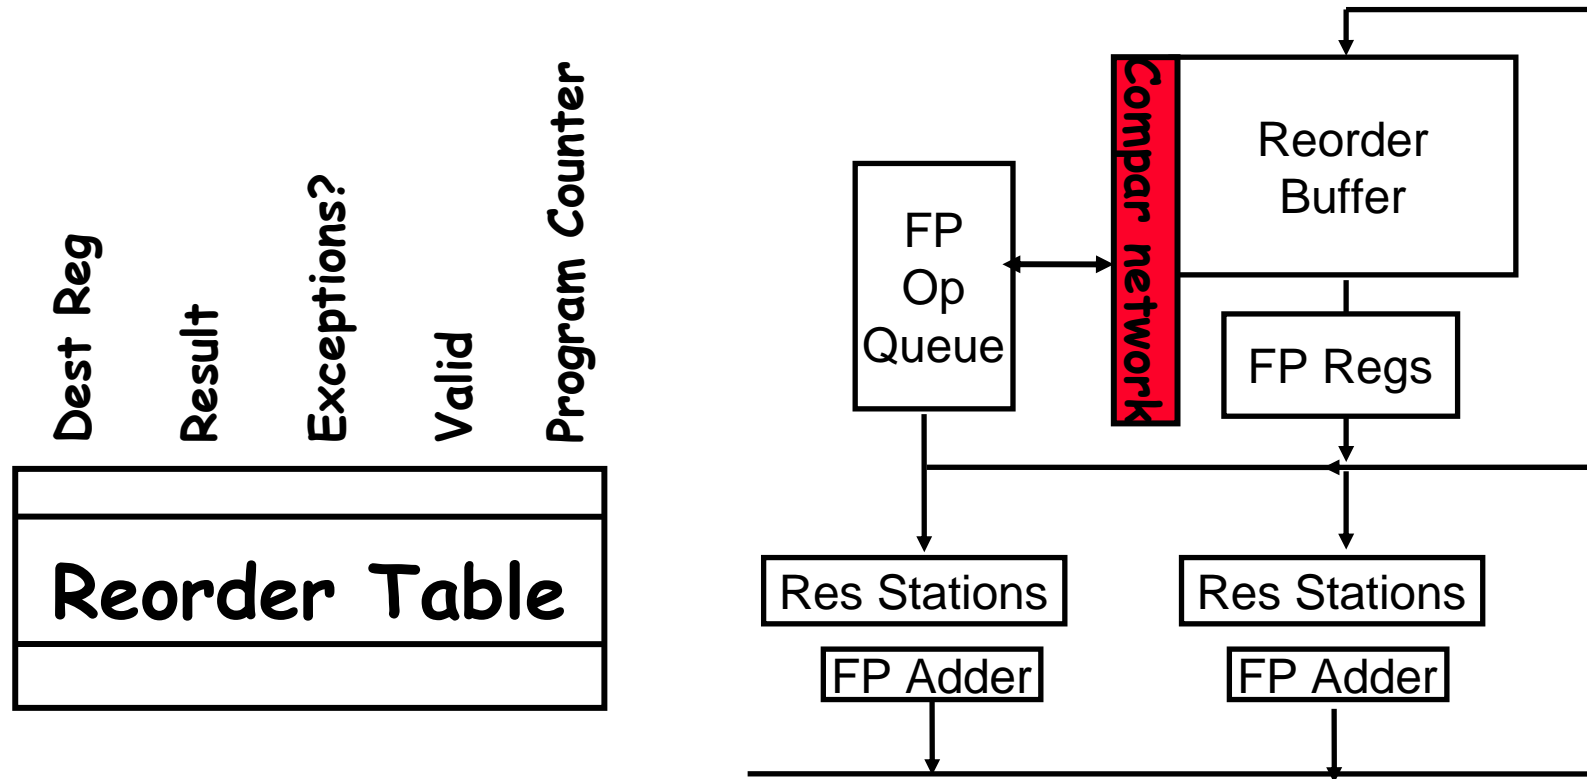 Dest Reg
Result
Exceptions?
Valid
Program Counter
Reorder Table
Compar network
Reorder
Buffer
FP
Op
Queue
FP Regs
Res Stations
Res Stations
FP Adder
FP Adder